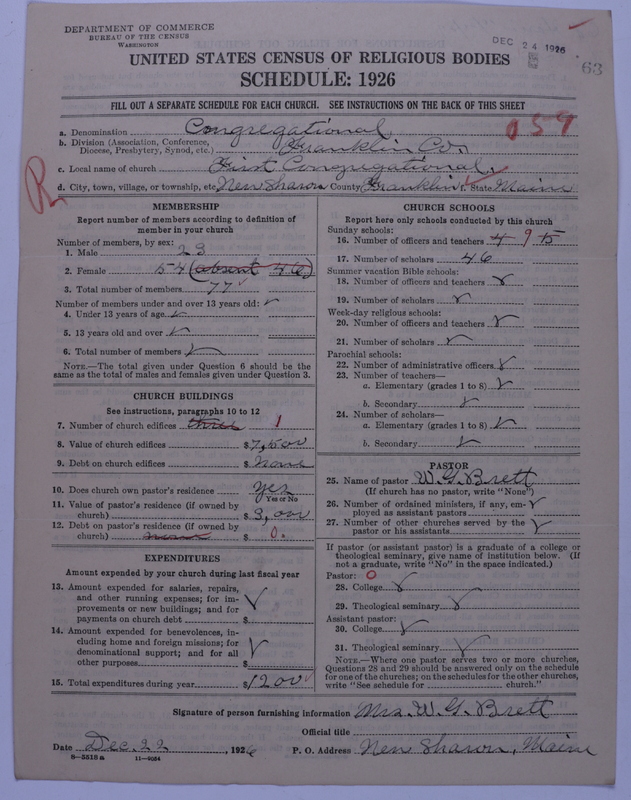 DEPARTMENT OF COMMERCE
BUREAU OF THE CENSUS
WASHINGTON
DEC 24 1926
63
UNITED STATES CENSUS OF RELIGIOUS BODIES
SCHEDULE: 1926
FILL OUT A SEPARATE SCHEDULE FOR EACH CHURCH. SEE INSTRUCTIONS ON THE BACK OF THIS SHEET
a. Denomination Congregational 059
b. Division (Association, Conference, Diocese, Presbytery, Synod, etc.) Franklin Co.
c. Local name of church First Congregational
R
d. City, town, village, or township, etc. New Sharon County Franklin f. State Maine
MEMBERSHIP
Report number of members according to definition of
member in your church
Number of members, by sex:
1. Male 23
2. Female 54 (absent 46)
3. Total number of members 77
Number of members under and over 13 years old:
4. Under 13 years of age
5. 13 years old and over
6. Total number of members
NOTE.—The total given under Question 6 should be the
same as the total of males and females given under Question 3.
CHURCH BUILDINGS
See instructions, paragraphs 10 to 12
7. Number of church edifices three 1
8. Value of church edifices $7,500
9. Debt on church edifices $ None
10. Does church own pastor's residence Yes
Yes or No
11. Value of pastor's residence (if owned by
church) $3,000
12. Debt on pastor's residence (if owned by
church) none $ 0.
EXPENDITURES
Amount expended by your church during last fiscal year
13. Amount expended for salaries, repairs,
and other running expenses; for im-
provements or new buildings; and for
payments on church debt $
14. Amount expended for benevolences, in-
cluding home and foreign missions; for
denominational support; and for all
other purposes $
15. Total expenditures during year $1200
CHURCH SCHOOLS
Report here only schools conducted by this church
Sunday schools:
16. Number of officers and teachers 4 9 5
17. Number of scholars 46
Summer vacation Bible schools:
18. Number of officers and teachers
19. Number of scholars
Week-day religious schools:
20. Number of officers and teachers
21. Number of scholars
Parochial schools:
22. Number of administrative officers
23. Number of teachers—
a. Elementary (grades 1 to 8)
b. Secondary
24. Number of scholars—
a. Elementary (grades 1 to 8)
b. Secondary
PASTOR
25. Name of pastor W. G. Brett
(If church has no pastor, write "None")
26. Number of ordained ministers, if any, em-
ployed as assistant pastors
27. Number of other churches served by the
pastor or his assistants
If pastor (or assistant pastor) is a graduate of a college or
theological seminary, give name of institution below. (If
not a graduate, write "No" in the space indicated.)
Pastor: 0
28. College
29. Theological seminary
Assistant pastor:
30. College
31. Theological seminary
NOTE.—Where one pastor serves two or more churches,
Questions 28 and 29 should be answered only on the schedule
for one of the churches; on the schedules for the other churches,
write "See schedule for church."
Signature of person furnishing information Mrs. W. G. Brett
Official title
Date Dec. 22, 1926 P. O. Address New Sharon, Maine
8—5518 a 11—9054